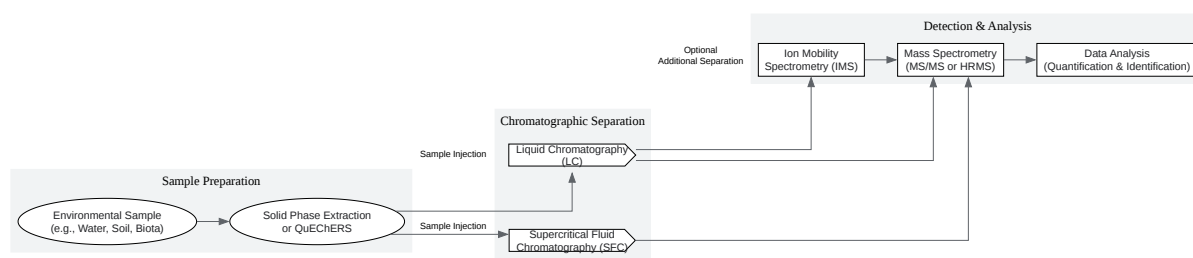 Detection & Analysis
Optional
Additional Separation
Ion Mobility
Spectrometry (IMS)
Mass Spectrometry
(MS/MS or HRMS)
Data Analysis
(Quantification & Identification)
Chromatographic Separation
Sample Injection
Liquid Chromatography
(LC)
Sample Preparation
Environmental Sample
(e.g., Water, Soil, Biota)
Solid Phase Extraction
or QuEChERS
Sample Injection
Supercritical Fluid
Chromatography (SFC)